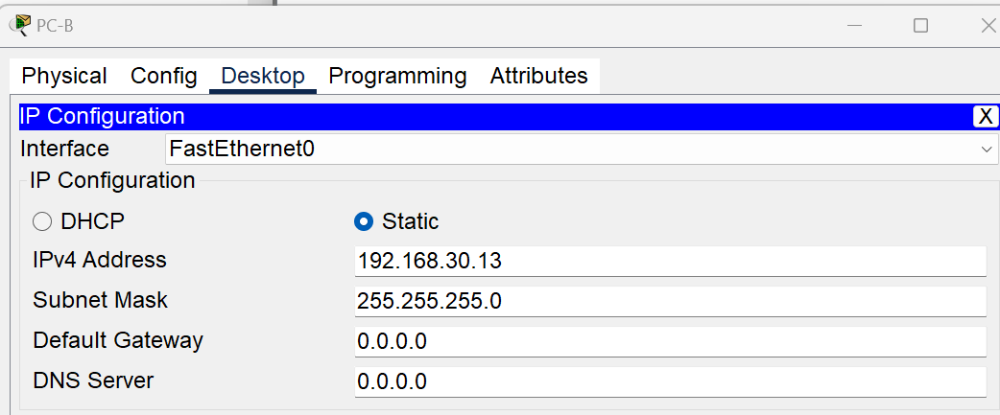 PC-B
Physical Config Desktop Programming Attributes
IP Configuration X
Interface FastEthernet0
IP Configuration
DHCP Static
IPv4 Address 192.168.30.13
Subnet Mask 255.255.255.0
Default Gateway 0.0.0.0
DNS Server 0.0.0.0